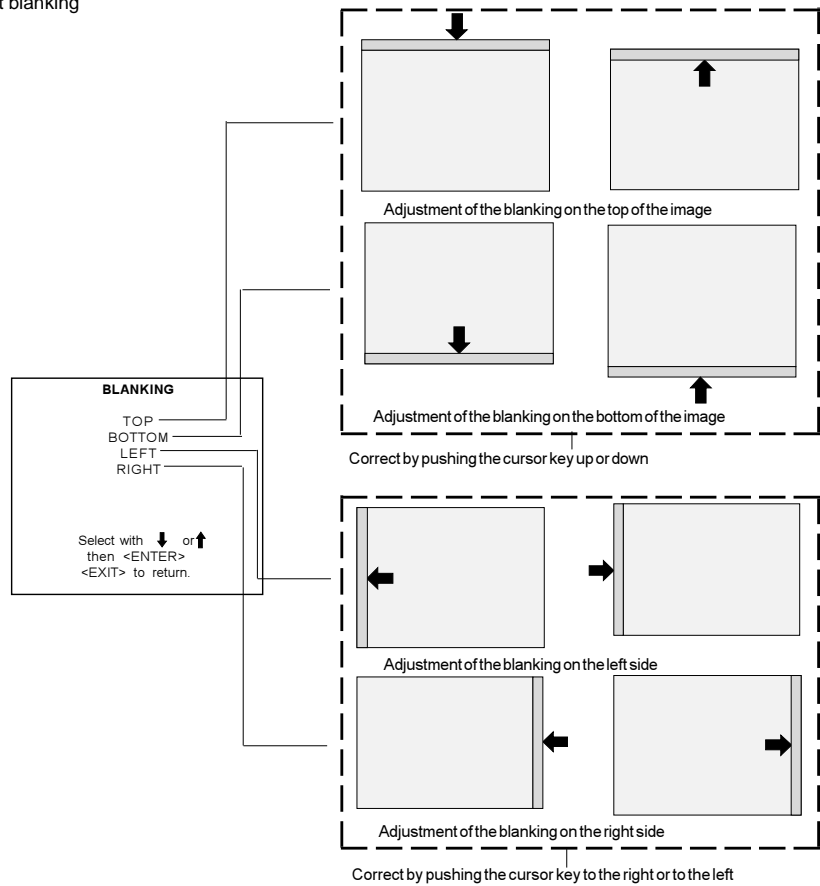 t blanking
Adjustment of the blanking on the top of the image
Adjustment of the blanking on the bottom of the image
Correct by pushing the cursor key up or down
BLANKING
TOP
BOTTOM
LEFT
RIGHT
Select with ⬇ or ⬆
then <ENTER>
<EXIT> to return.
Adjustment of the blanking on the left side
Adjustment of the blanking on the right side
Correct by pushing the cursor key to the right or to the left